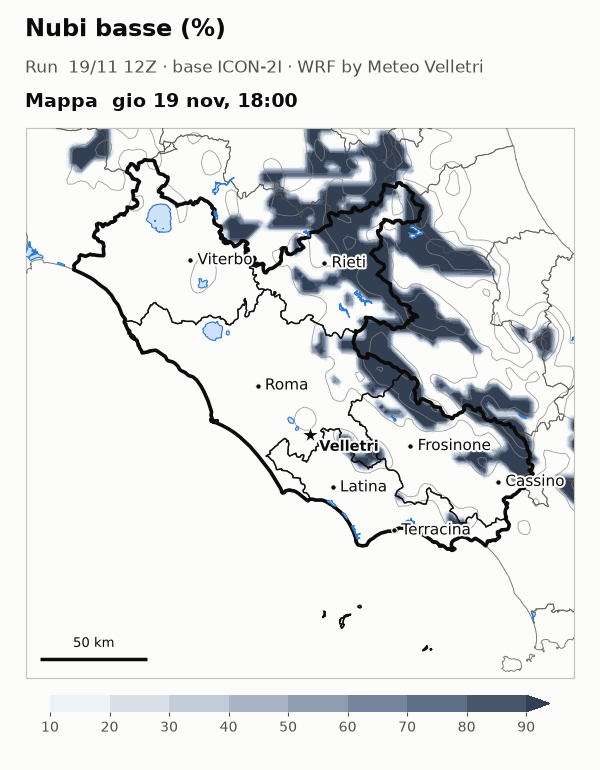 Nubi basse (%)
Run  19/11 12Z · base ICON-2I · WRF by Meteo Velletri
Mappa  gio 19 nov, 18:00
Viterbo
Rieti
Roma
Velletri
Frosinone
Cassino
Latina
Terracina
50 km
10 20 30 40 50 60 70 80 90